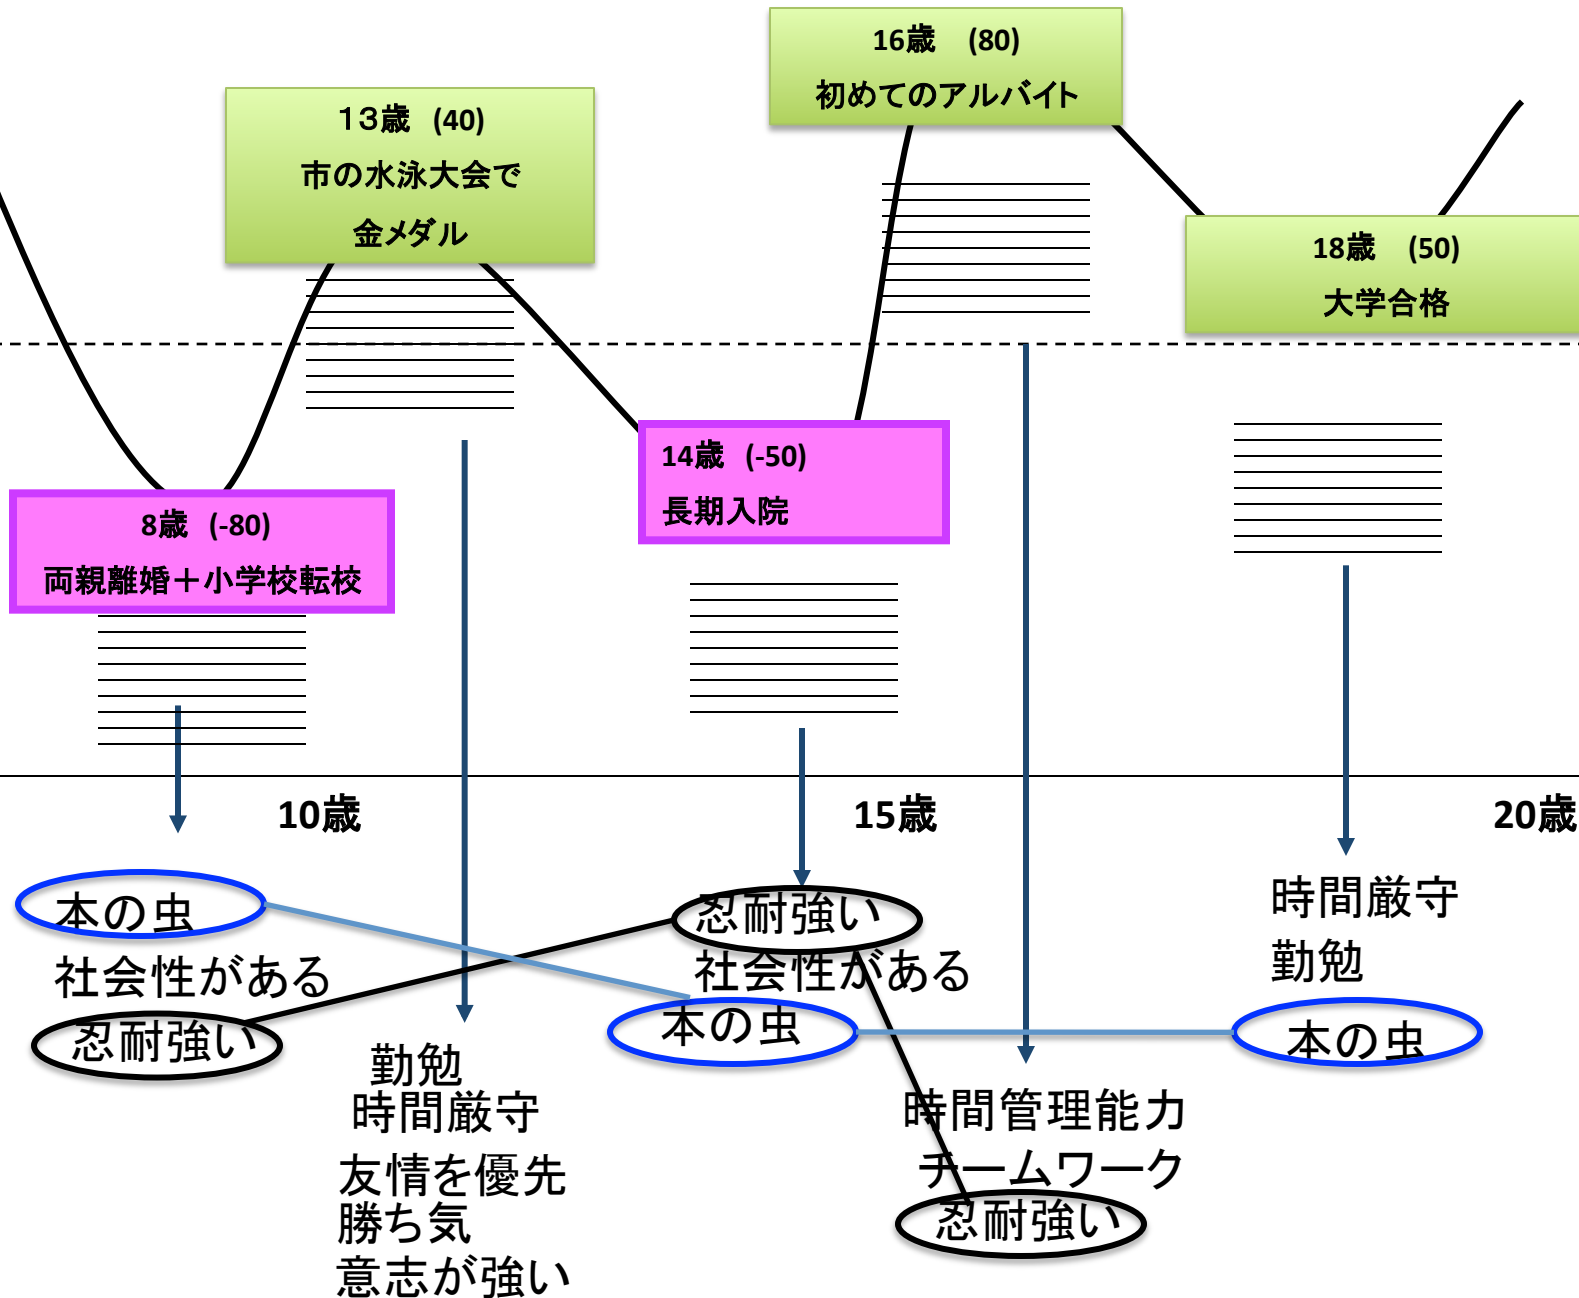 16歳 (80)
初めてのアルバイト
13歳 (40)
市の水泳大会で
金メダル
18歳 (50)
大学合格
14歳 (-50)
長期入院
8歳 (-80)
両親離婚+小学校転校
10歳
15歳
20歳
本の虫
社会性がある
忍耐強い
勤勉
時間厳守
友情を優先
勝ち気
意志が強い
忍耐強い
社会性がある
本の虫
時間管理能力
チームワーク
忍耐強い
時間厳守
勤勉
本の虫